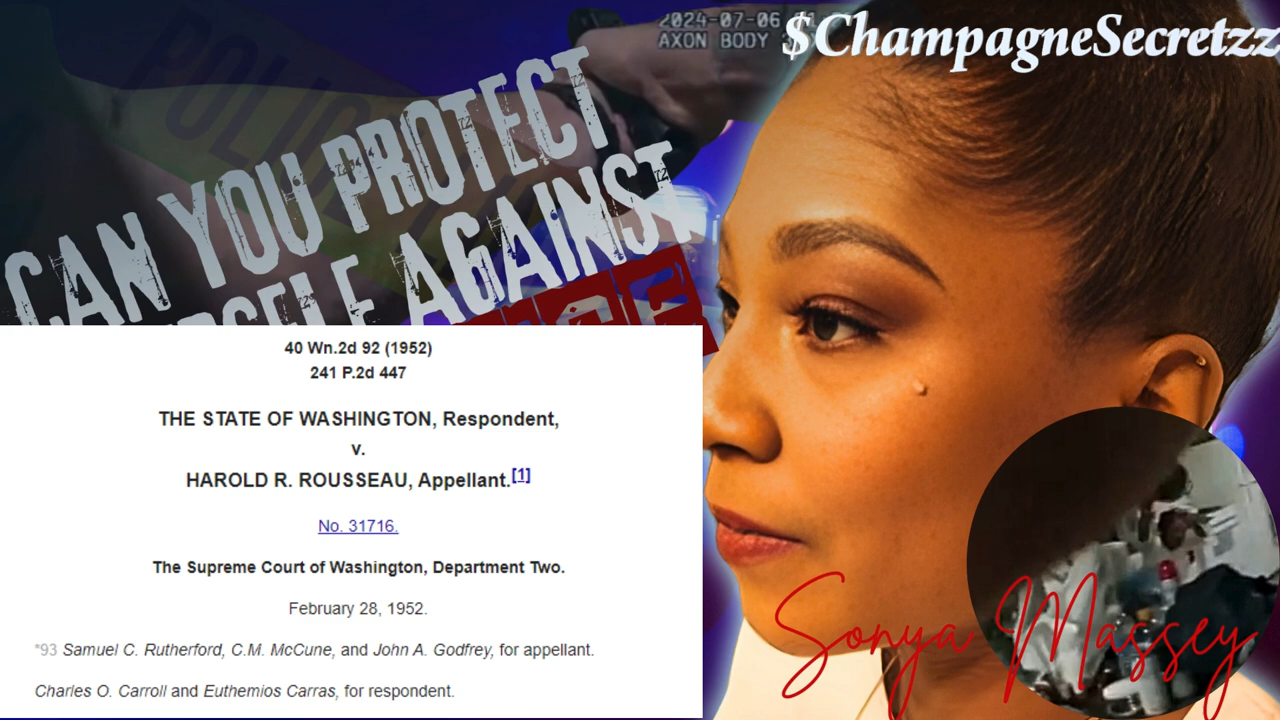 2024-07-06
AXON BODY
$ChampagneSecretzz
POLICE
CAN YOU PROTECT
AGAINST
40 Wn.2d 92 (1952)
241 P.2d 447
THE STATE OF WASHINGTON, Respondent,
v.
HAROLD R. ROUSSEAU, Appellant.[1]
No. 31716.
The Supreme Court of Washington, Department Two.
February 28, 1952.
*93 Samuel C. Rutherford, C.M. McCune, and John A. Godfrey, for appellant.
Charles O. Carroll and Euthemios Carras, for respondent.
Sonya Massey